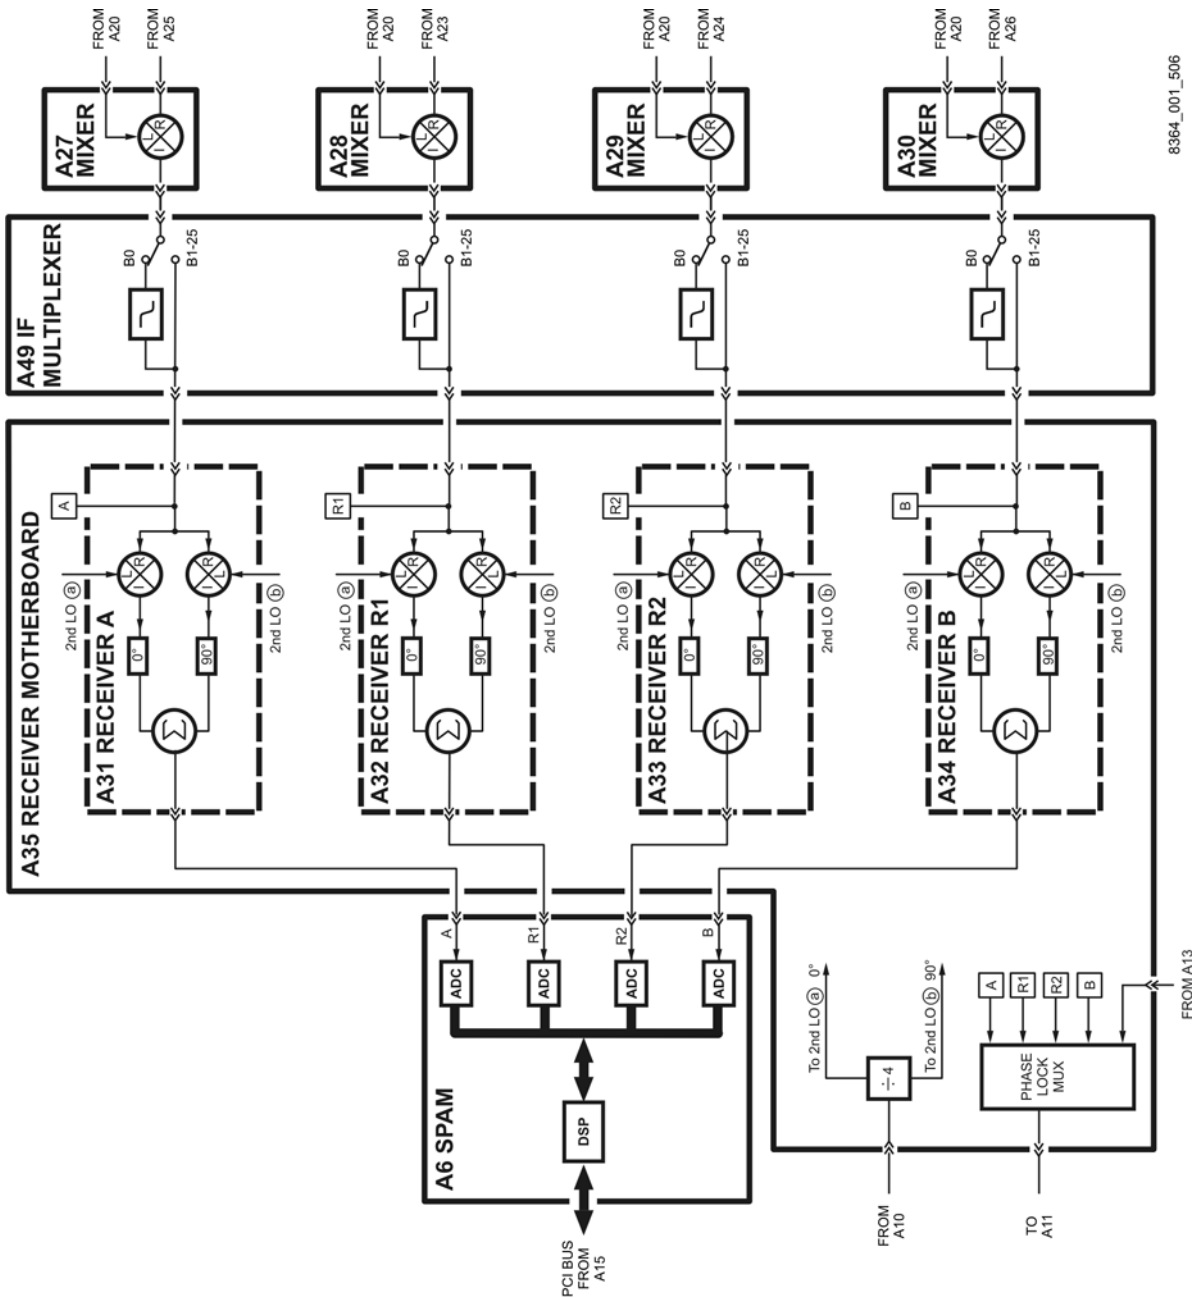 FROM
A20
FROM
A25
FROM
A20
FROM
A23
FROM
A20
FROM
A24
FROM
A20
FROM
A26
A27
MIXER
L
R
I
A28
MIXER
L
R
I
A29
MIXER
L
R
I
A30
MIXER
L
R
I
8364_001_506
A49 IF
MULTIPLEXER
B0
B1-25
B0
B1-25
B0
B1-25
B0
B1-25
A35 RECEIVER MOTHERBOARD
A31 RECEIVER A
A
2nd LO a
2nd LO b
L
R
I
I
R
L
0°
90°
Σ
A32 RECEIVER R1
R1
2nd LO a
2nd LO b
L
R
I
I
R
L
0°
90°
Σ
A33 RECEIVER R2
R2
2nd LO a
2nd LO b
L
R
I
I
R
L
0°
90°
Σ
A34 RECEIVER B
B
2nd LO a
2nd LO b
L
R
I
I
R
L
0°
90°
Σ
A6 SPAM
A
R1
R2
B
ADC
ADC
ADC
ADC
DSP
PCI BUS
FROM
A15
To 2nd LO a 0°
To 2nd LO b 90°
÷4
FROM
A10
A
R1
R2
B
PHASE
LOCK
MUX
FROM A13
TO
A11